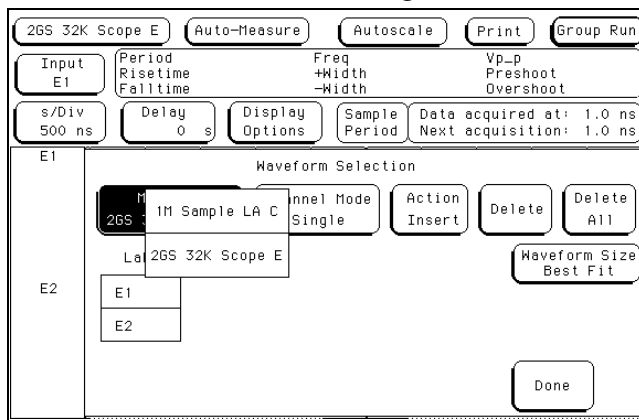 2GS 32K Scope E Auto-Measure Autoscale Print Group Run
Input E1
Period Freq Vp_p
Risetime +Width Preshoot
Falltime -Width Overshoot
s/Div 500 ns
Delay 0 s
Display Options
Sample Period
Data acquired at: 1.0 ns
Next acquisition: 1.0 ns
E1
Waveform Selection
M
2GS 3
1M Sample LA C
2GS 32K Scope E
nnel Mode
Single
Action Insert
Delete
Delete All
La
Waveform Size
Best Fit
E2
E1
E2
Done